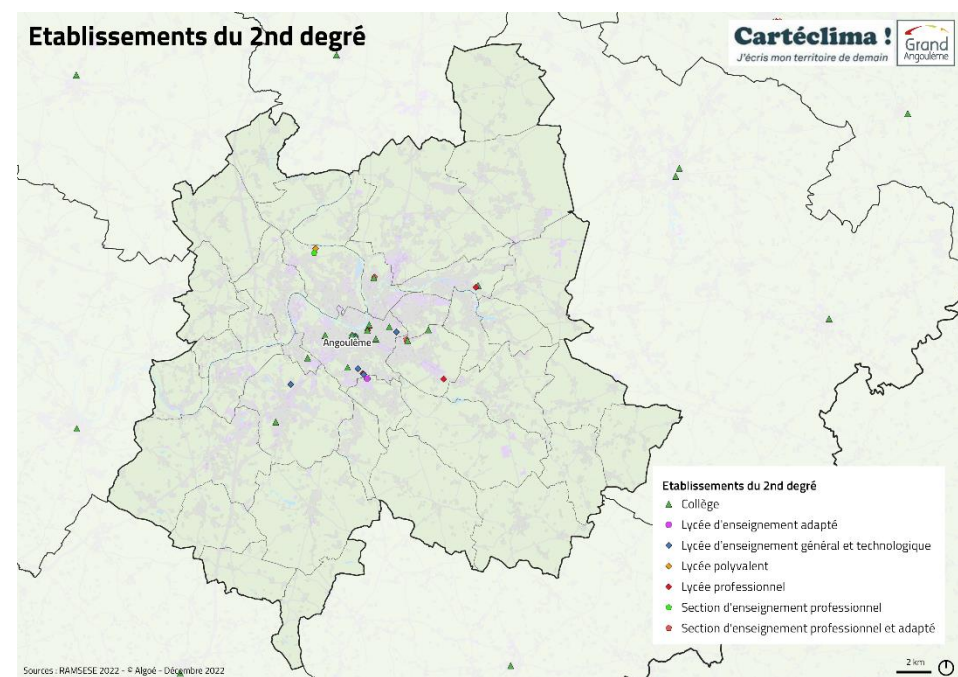 Etablissements du 2nd degré
Cartéclima !
J'écris mon territoire de demain
Grand
Angoulême
Angoulême
Etablissements du 2nd degré
Collège
Lycée d'enseignement adapté
Lycée d'enseignement général et technologique
Lycée polyvalent
Lycée professionnel
Section d'enseignement professionnel
Section d'enseignement professionnel et adapté
Sources : RAMSESE 2022 - © Algoé - Décembre 2022
2 km